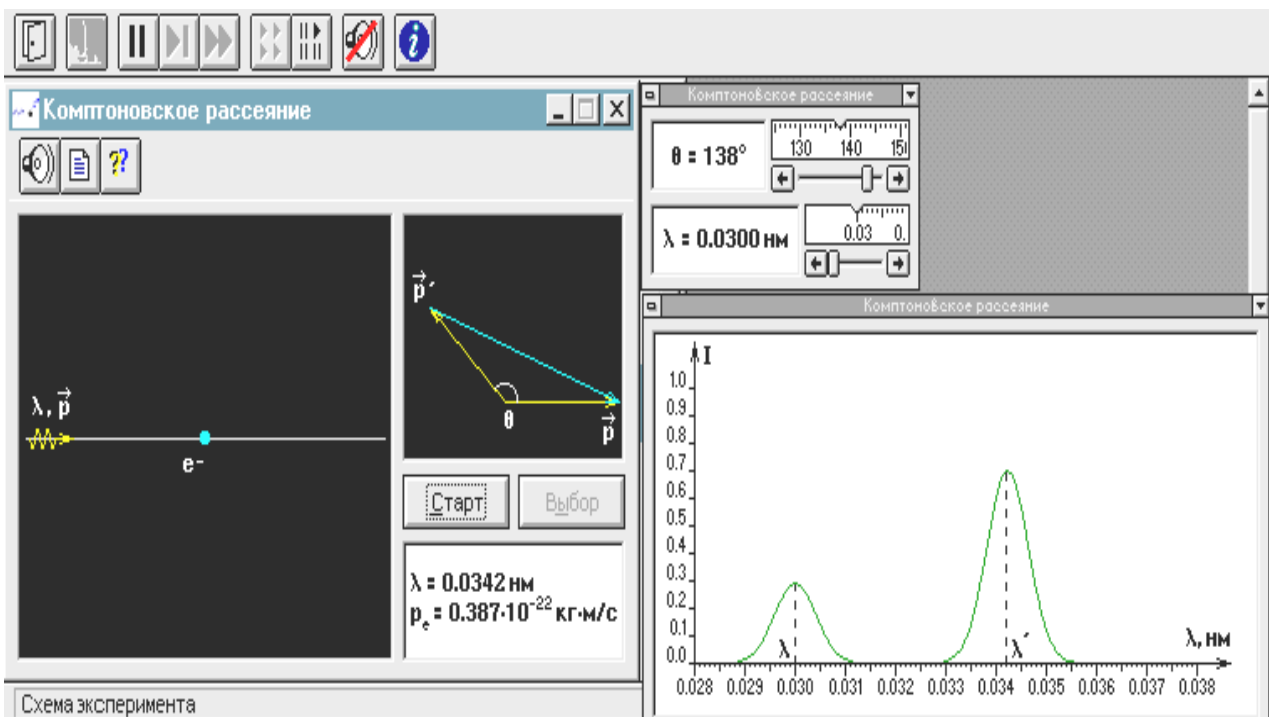 Комптоновское рассеяние
??
λ, p⃗
e-
p⃗´
θ
p⃗
Старт
Выбор
λ = 0.0342 нм
pₑ = 0.387·10⁻²² кг·м/с
Схема эксперимента
Комптоновское рассеяние
θ = 138°
130 140 15
λ = 0.0300 нм
0.03 0.
Комптоновское рассеяние
I
1.0
0.9
0.8
0.7
0.6
0.5
0.4
0.3
0.2
0.1
0.0
λ
λ´
λ, нм
0.028 0.029 0.030 0.031 0.032 0.033 0.034 0.035 0.036 0.037 0.038